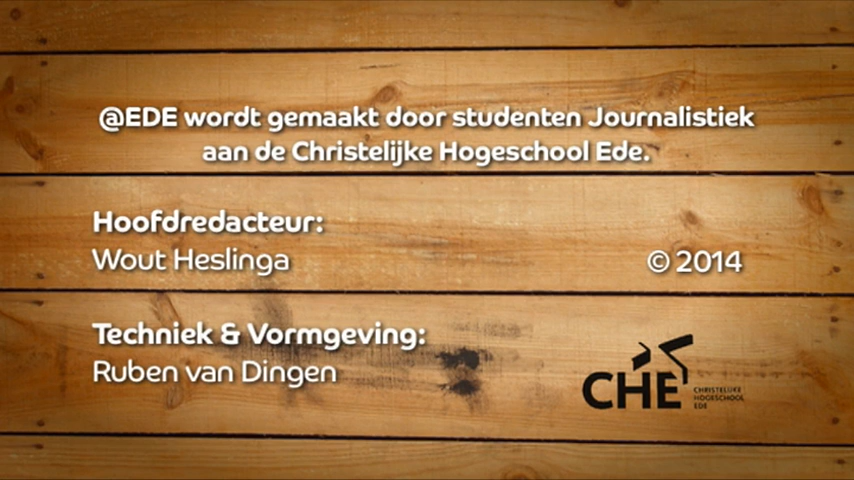 @EDE wordt gemaakt door studenten Journalistiek
aan de Christelijke Hogeschool Ede.
Hoofdredacteur:
Wout Heslinga
© 2014
Techniek & Vormgeving:
Ruben van Dingen
CHE
CHRISTELIJKE
HOGESCHOOL
EDE